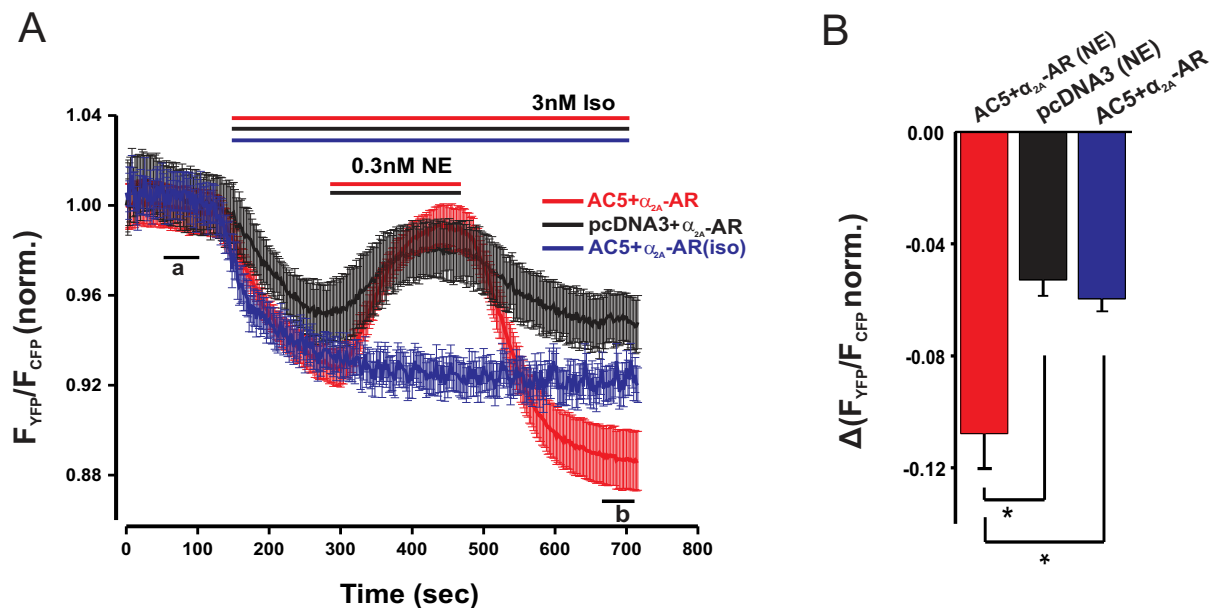 A
3nM Iso
0.3nM NE
AC5+α2A-AR
pcDNA3+α2A-AR
AC5+α2A-AR(iso)
a
b
1.04
1.00
0.96
0.92
0.88
FYFP/FCFP (norm.)
0 100 200 300 400 500 600 700 800
Time (sec)
B
AC5+α2A-AR (NE)
pcDNA3 (NE)
AC5+α2A-AR
0.00
-0.04
-0.08
-0.12
Δ(FYFP/FCFP norm.)
*
*